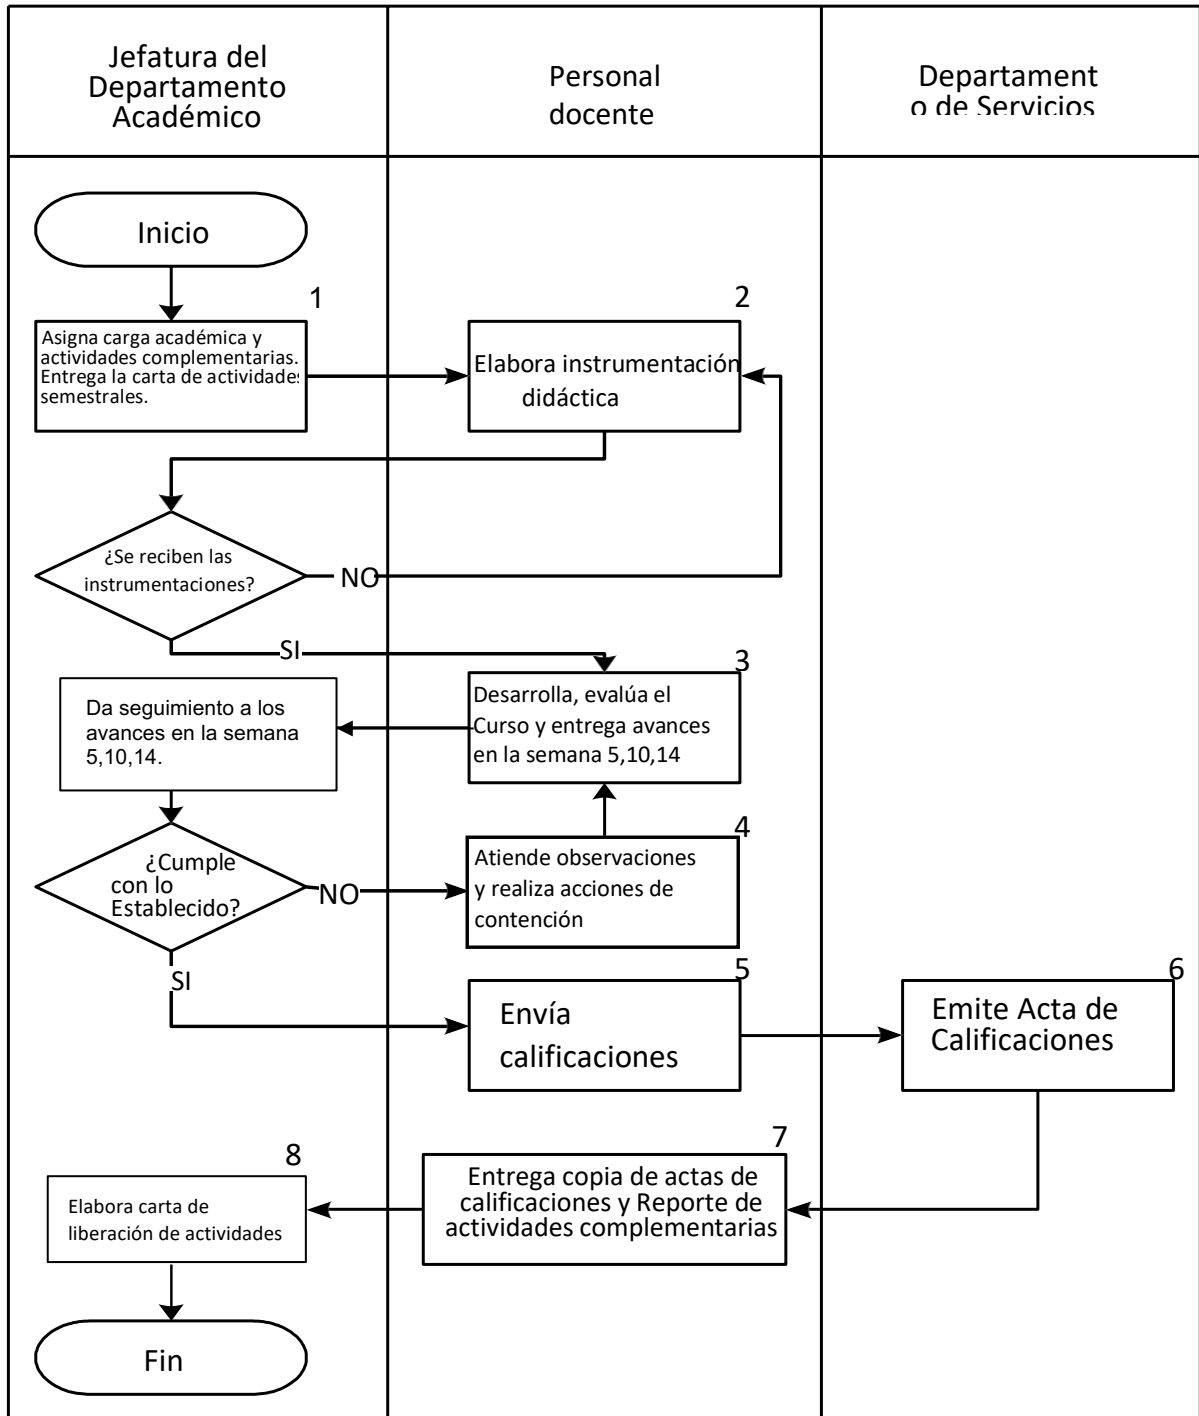 Jefatura del
Departamento
Académico
Personal
docente
Departament
o de Servicios
Inicio
1
Asigna carga académica y
actividades complementarias.
Entrega la carta de actividades
semestrales.
2
Elabora instrumentación
didáctica
¿Se reciben las
instrumentaciones?
NO
SI
3
Desarrolla, evalúa el
Curso y entrega avances
en la semana 5,10,14
Da seguimiento a los
avances en la semana
5,10,14.
4
Atiende observaciones
y realiza acciones de
contención
¿Cumple
con lo
Establecido?
NO
SI
5
Envía
calificaciones
6
Emite Acta de
Calificaciones
7
Entrega copia de actas de
calificaciones y Reporte de
actividades complementarias
8
Elabora carta de
liberación de actividades
Fin